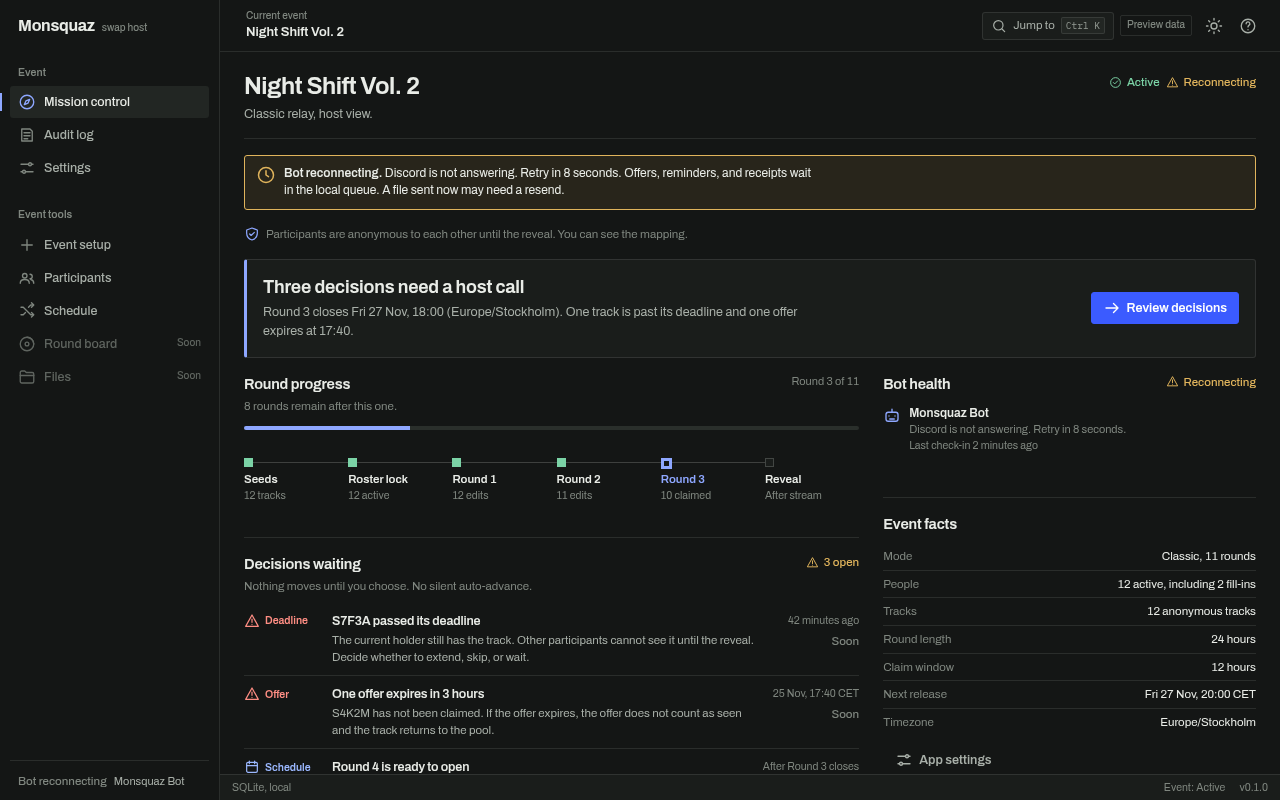 Monsquaz swap host
Event
Mission control
Audit log
Settings
Event tools
Event setup
Participants
Schedule
Round board Soon
Files Soon
Bot reconnecting Monsquaz Bot
Current event
Night Shift Vol. 2
Jump to Ctrl K
Preview data
Night Shift Vol. 2
Classic relay, host view.
Active
Reconnecting
Bot reconnecting. Discord is not answering. Retry in 8 seconds. Offers, reminders, and receipts wait
in the local queue. A file sent now may need a resend.
Participants are anonymous to each other until the reveal. You can see the mapping.
Three decisions need a host call
Round 3 closes Fri 27 Nov, 18:00 (Europe/Stockholm). One track is past its deadline and one offer
expires at 17:40.
Review decisions
Round progress
Round 3 of 11
8 rounds remain after this one.
Seeds
12 tracks
Roster lock
12 active
Round 1
12 edits
Round 2
11 edits
Round 3
10 claimed
Reveal
After stream
Decisions waiting
3 open
Nothing moves until you choose. No silent auto-advance.
Deadline
S7F3A passed its deadline
42 minutes ago
The current holder still has the track. Other participants cannot see it until the reveal.
Decide whether to extend, skip, or wait.
Soon
Offer
One offer expires in 3 hours
25 Nov, 17:40 CET
S4K2M has not been claimed. If the offer expires, the offer does not count as seen
and the track returns to the pool.
Soon
Schedule
Round 4 is ready to open
After Round 3 closes
Bot health
Reconnecting
Monsquaz Bot
Discord is not answering. Retry in 8 seconds.
Last check-in 2 minutes ago
Event facts
Mode Classic, 11 rounds
People 12 active, including 2 fill-ins
Tracks 12 anonymous tracks
Round length 24 hours
Claim window 12 hours
Next release Fri 27 Nov, 20:00 CET
Timezone Europe/Stockholm
App settings
SQLite, local
Event: Active v0.1.0